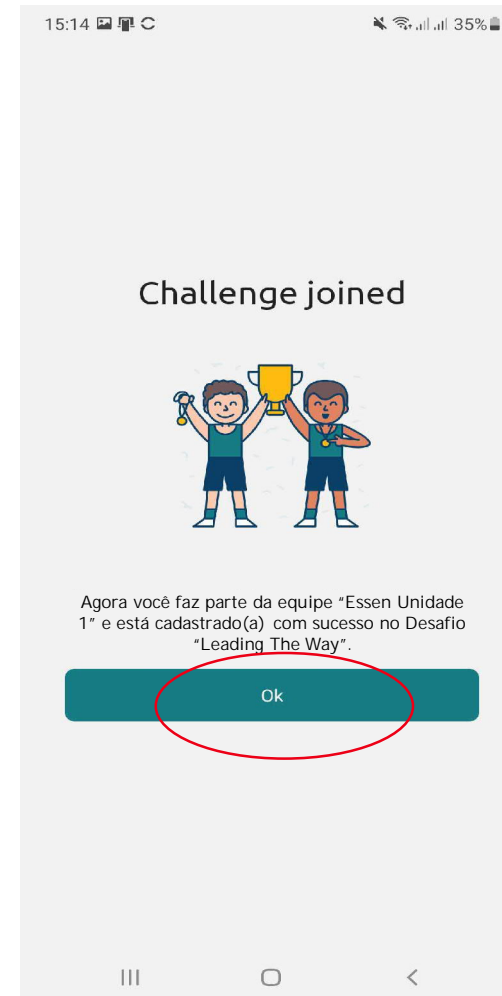 15:14 35%
Challenge joined
Agora você faz parte da equipe “Essen Unidade
1” e está cadastrado(a) com sucesso no Desafio
“Leading The Way”.
Ok